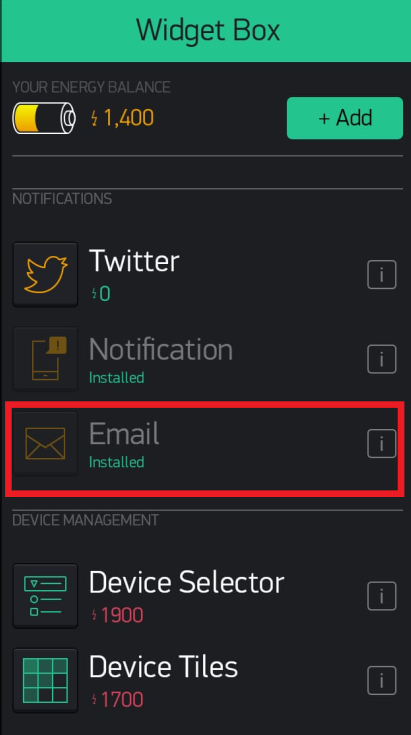 Widget Box
YOUR ENERGY BALANCE
1,400
+ Add
NOTIFICATIONS
Twitter
0
i
Notification
Installed
i
Email
Installed
i
DEVICE MANAGEMENT
Device Selector
1900
i
Device Tiles
1700
i